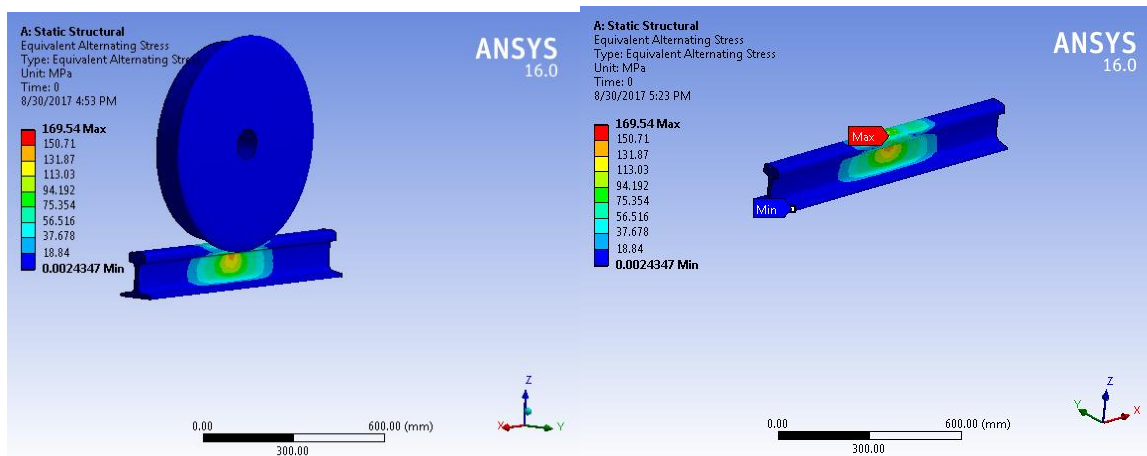 A: Static Structural
Equivalent Alternating Stress
Type: Equivalent Alternating Stre
Unit: MPa
Time: 0
8/30/2017 4:53 PM
169.54 Max
150.71
131.87
113.03
94.192
75.354
56.516
37.678
18.84
0.0024347 Min
ANSYS
16.0
Z
X
Y
0.00
600.00 (mm)
300.00
A: Static Structural
Equivalent Alternating Stress
Type: Equivalent Alternating Stress
Unit: MPa
Time: 0
8/30/2017 5:23 PM
169.54 Max
150.71
131.87
113.03
94.192
75.354
56.516
37.678
18.84
0.0024347 Min
ANSYS
16.0
Max
Min
Z
Y
X
0.00
600.00 (mm)
300.00